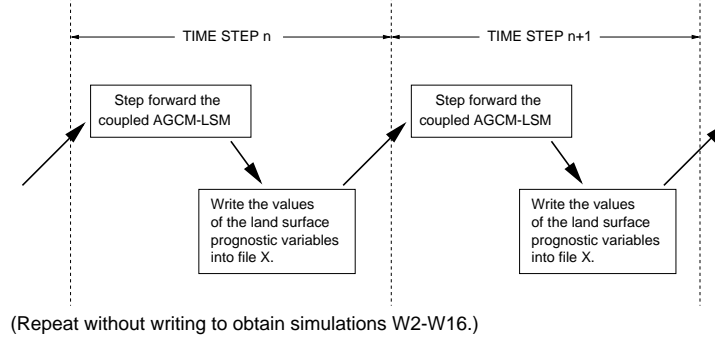 TIME STEP n
TIME STEP n+1
Step forward the
coupled AGCM-LSM
Step forward the
coupled AGCM-LSM
Write the values
of the land surface
prognostic variables
into file X.
Write the values
of the land surface
prognostic variables
into file X.
(Repeat without writing to obtain simulations W2-W16.)